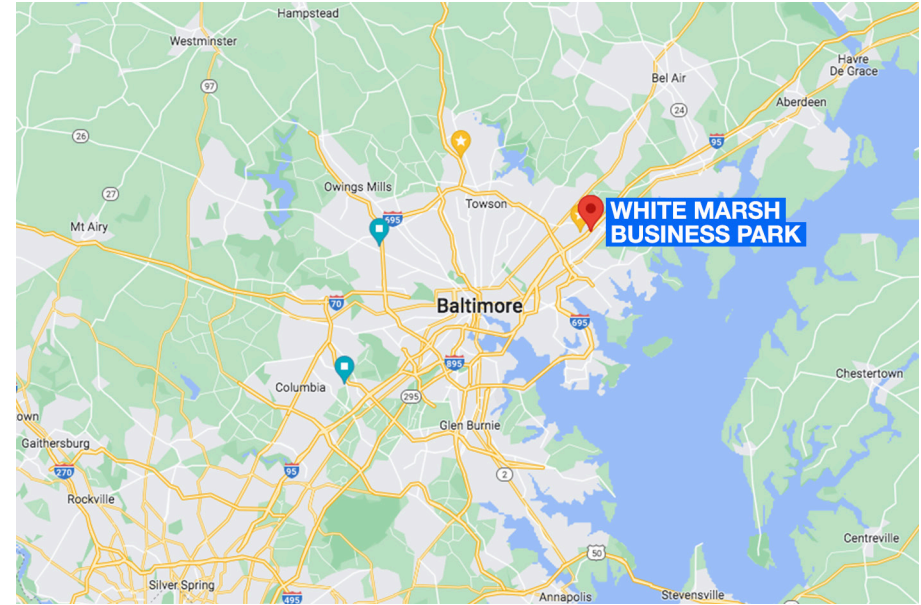 Hampstead
Westminster
Havre
De Grace
Bel Air
97
Aberdeen
24
26
95
Owings Mills
27
Towson
695
WHITE MARSH
BUSINESS PARK
Mt Airy
70
Baltimore
695
895
Chestertown
Columbia
295
own
Glen Burnie
Gaithersburg
270
95
2
Rockville
Centreville
50
Silver Spring
495
Annapolis
Stevensville